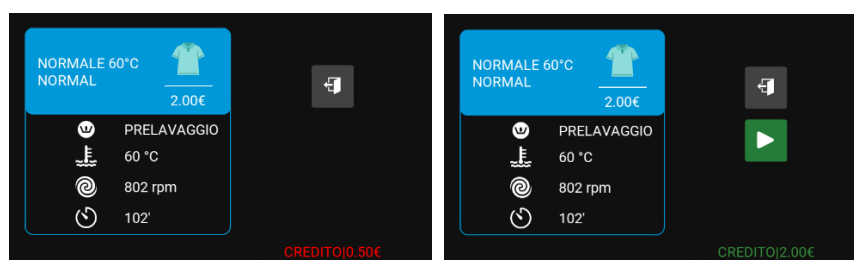 NORMALE 60°C
NORMAL
2.00€
PRELAVAGGIO
60 °C
802 rpm
102'
CREDITO|0.50€
NORMALE 60°C
NORMAL
2.00€
PRELAVAGGIO
60 °C
802 rpm
102'
CREDITO|2.00€